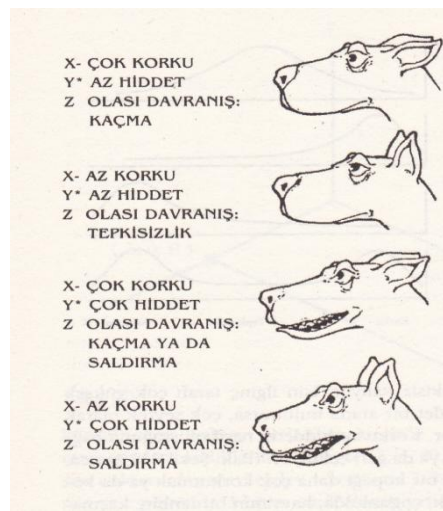 X- ÇOK KORKU
Y* AZ HİDDET
Z OLASI DAVRANIŞ:
KAÇMA
X- AZ KORKU
Y* AZ HİDDET
Z OLASI DAVRANIŞ:
TEPKİSİZLİK
X- ÇOK KORKU
Y* ÇOK HİDDET
Z OLASI DAVRANIŞ:
KAÇMA YA DA
SALDIRMA
X- AZ KORKU
Y* ÇOK HİDDET
Z OLASI DAVRANIŞ:
SALDIRMA